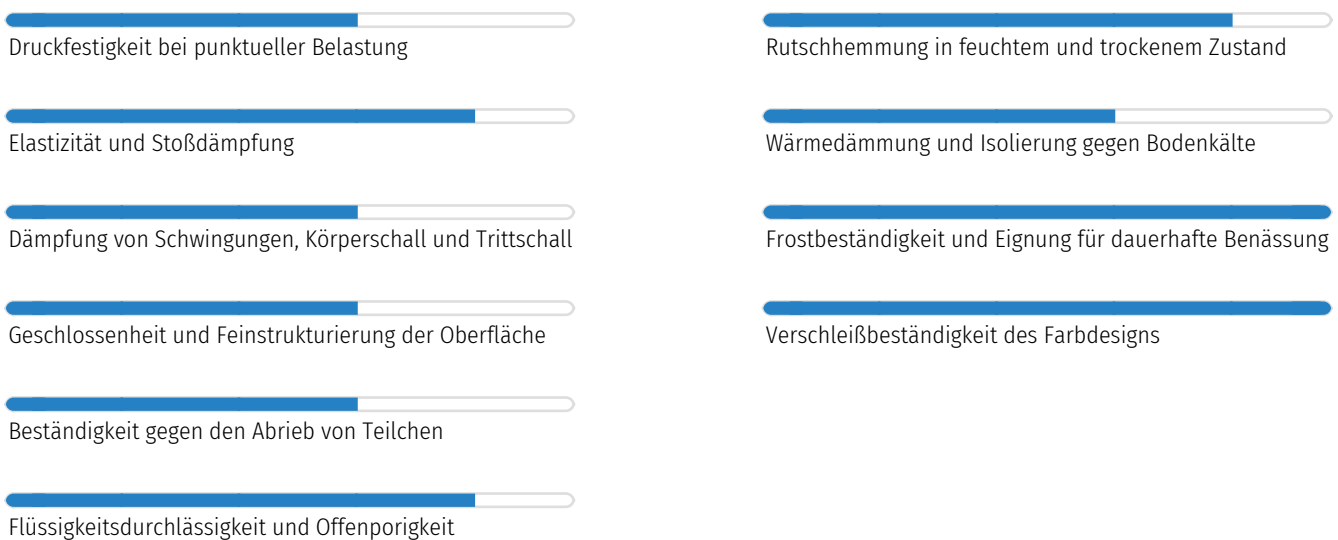 Druckfestigkeit bei punktueller Belastung
Elastizität und Stoßdämpfung
Dämpfung von Schwingungen, Körperschall und Trittschall
Geschlossenheit und Feinstrukturierung der Oberfläche
Beständigkeit gegen den Abrieb von Teilchen
Flüssigkeitsdurchlässigkeit und Offenporigkeit
Rutschhemmung in feuchtem und trockenem Zustand
Wärmedämmung und Isolierung gegen Bodenkälte
Frostbeständigkeit und Eignung für dauerhafte Benässung
Verschleißbeständigkeit des Farbdesigns